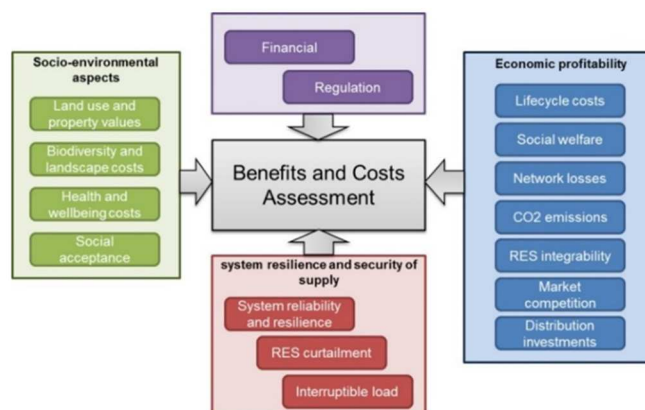 Socio-environmental
aspects
Land use and
property values
Biodiversity and
landscape costs
Health and
wellbeing costs
Social
acceptance
Financial
Regulation
Benefits and Costs
Assessment
system resilience and security of
supply
System reliability
and resilience
RES curtailment
Interruptible load
Economic profitability
Lifecycle costs
Social welfare
Network losses
CO2 emissions
RES integrability
Market
competition
Distribution
investments